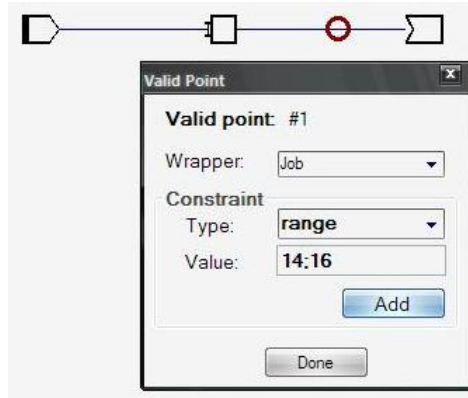 Valid Point
x
Valid point: #1
Wrapper: Job
Constraint
Type: range
Value: 14;16
Add
Done